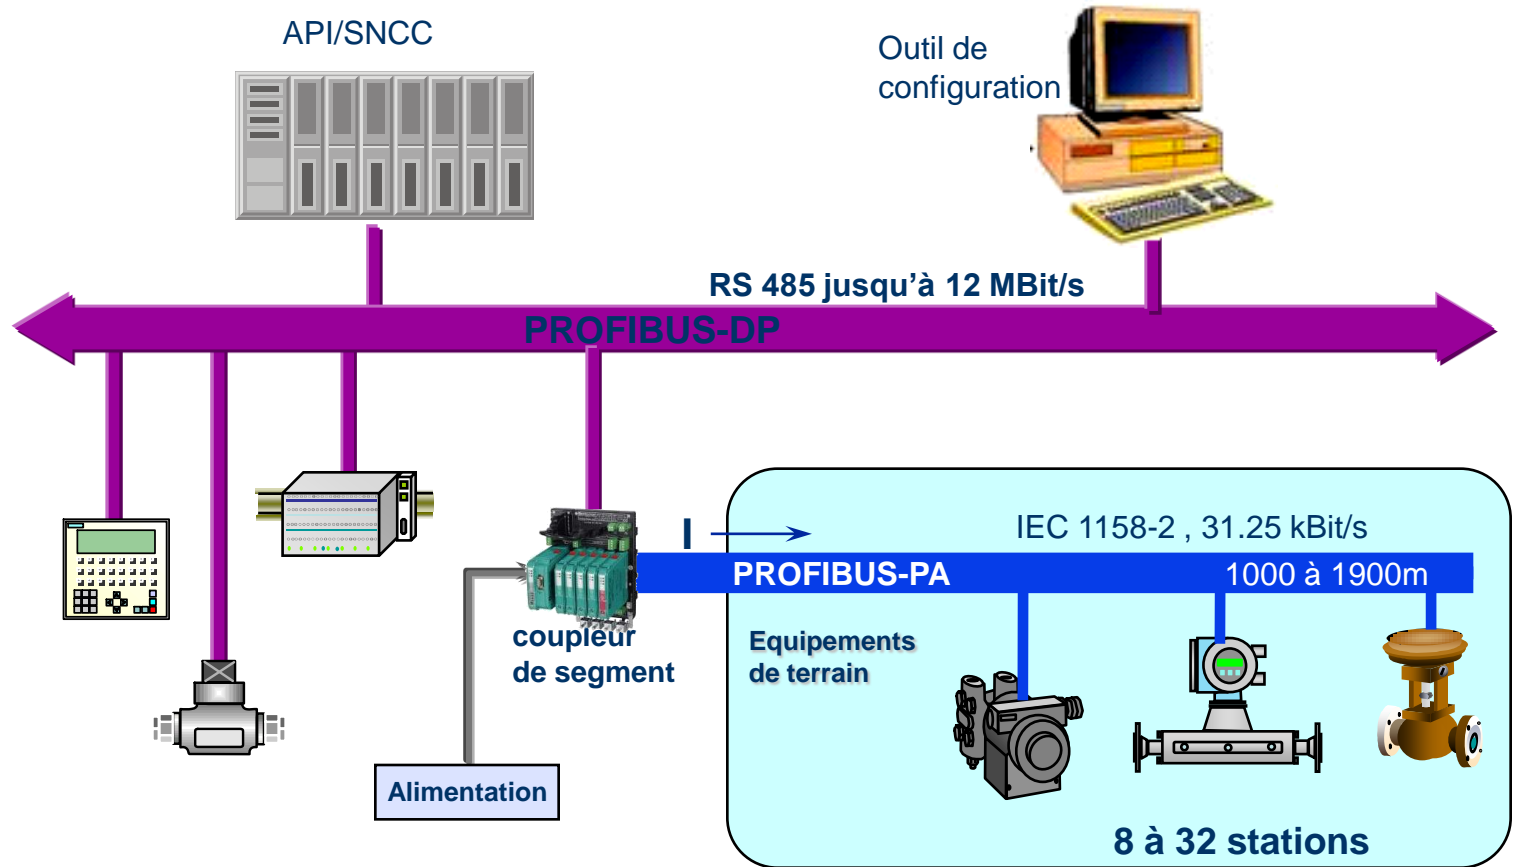 API/SNCC
Outil de
configuration
RS 485 jusqu’à 12 MBit/s
PROFIBUS-DP
I
IEC 1158-2 , 31.25 kBit/s
PROFIBUS-PA
1000 à 1900m
coupleur
de segment
Equipements
de terrain
Alimentation
8 à 32 stations